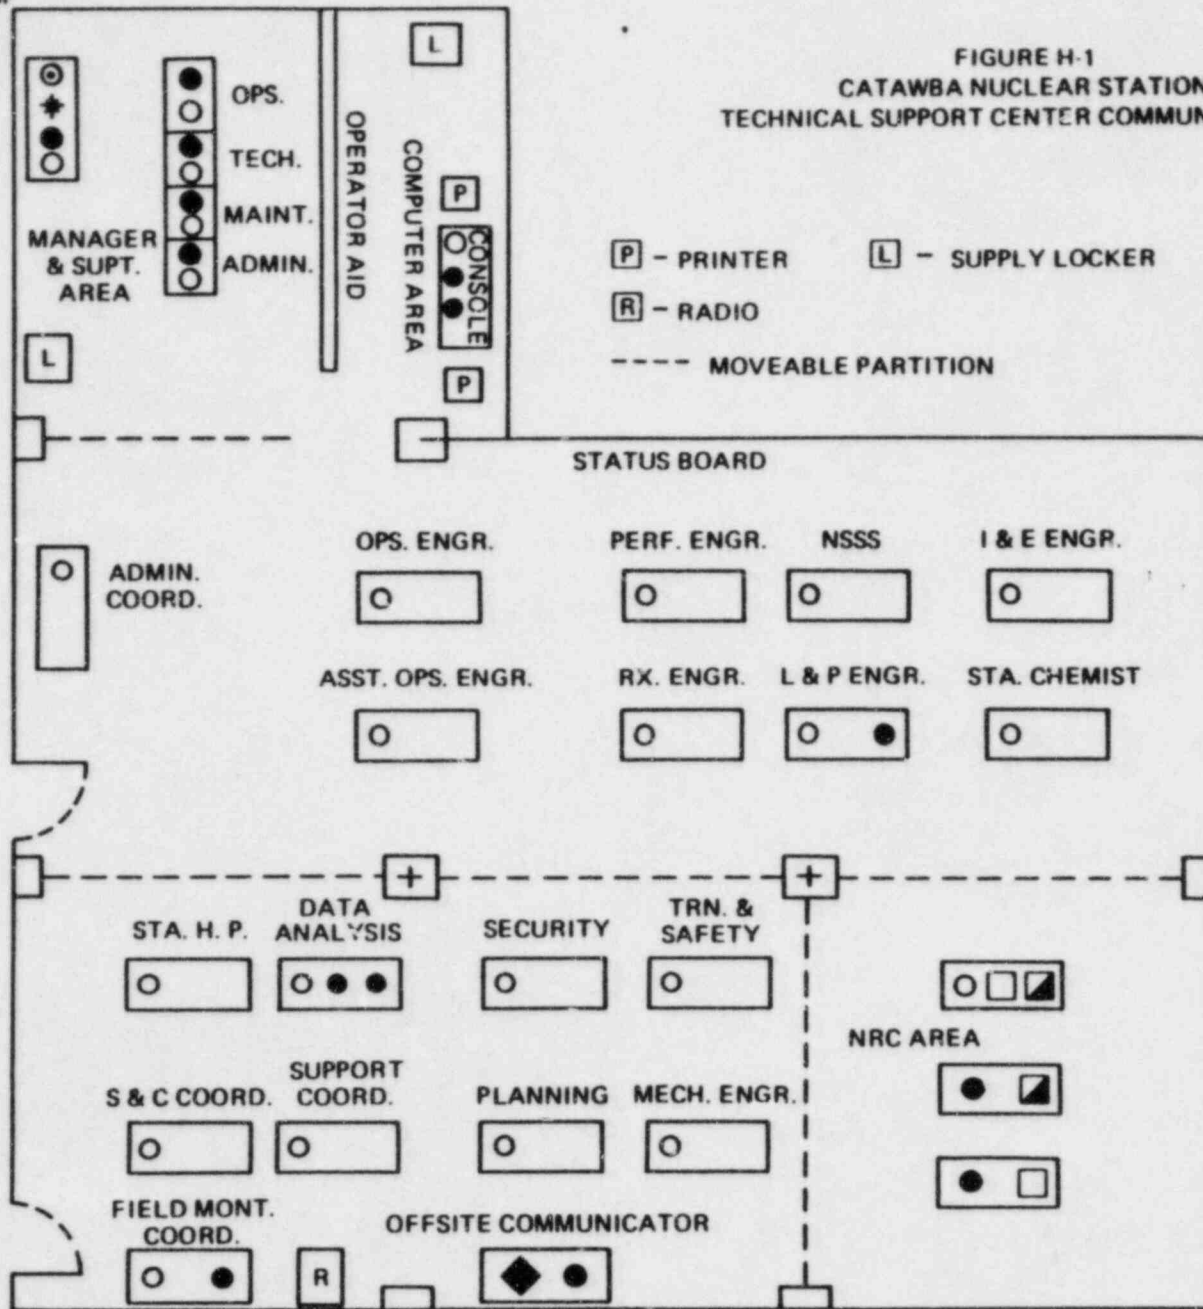 FIGURE H-1
CATAWBA NUCLEAR STATION
TECHNICAL SUPPORT CENTER COMMUN
L
OPS.
TECH.
MAINT.
ADMIN.
MANAGER
& SUPT.
AREA
L
OPERATOR AID
COMPUTER AREA
P
CONSOLE
P
P - PRINTER
L - SUPPLY LOCKER
R - RADIO
---- MOVEABLE PARTITION
STATUS BOARD
OPS. ENGR.
PERF. ENGR.
NSSS
I & E ENGR.
ADMIN.
COORD.
ASST. OPS. ENGR.
RX. ENGR.
L & P ENGR.
STA. CHEMIST
STA. H. P.
DATA
ANALYSIS
SECURITY
TRN. &
SAFETY
NRC AREA
S & C COORD.
SUPPORT
COORD.
PLANNING
MECH. ENGR.
FIELD MONT.
COORD.
R
OFFSITE COMMUNICATOR